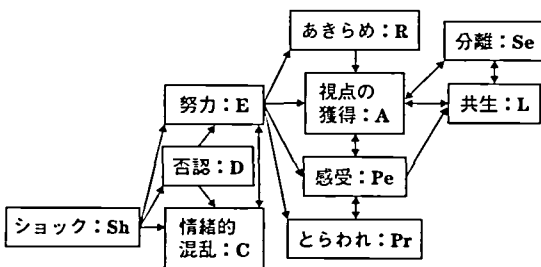 あきらめ：R
分離：Se
努力：E
視点の
獲得：A
共生：L
否認：D
感受：Pe
ショック：Sh
情緒的
混乱：C
とらわれ：Pr